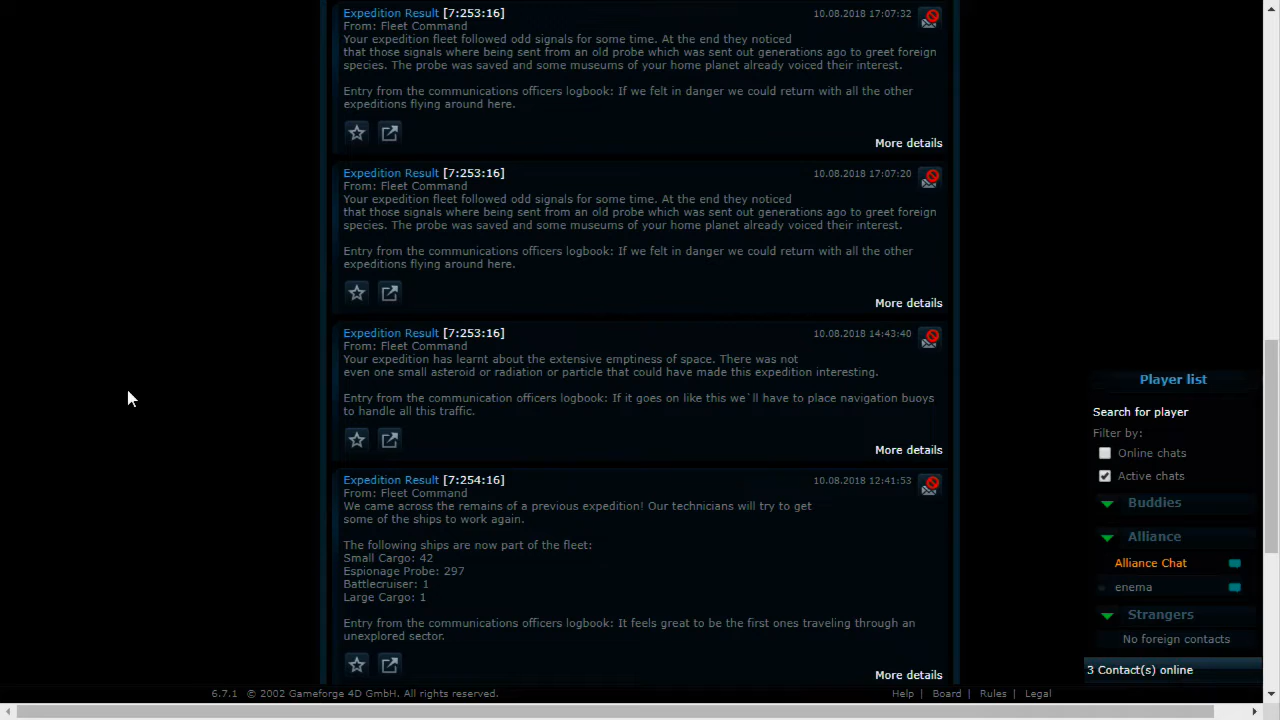 Expedition Result [7:253:16]
10.08.2018 17:07:32
From: Fleet Command
Your expedition fleet followed odd signals for some time. At the end they noticed
that those signals where being sent from an old probe which was sent out generations ago to greet foreign
species. The probe was saved and some museums of your home planet already voiced their interest.
Entry from the communications officers logbook: If we felt in danger we could return with all the other
expeditions flying around here.
More details
Expedition Result [7:253:16]
10.08.2018 17:07:20
From: Fleet Command
Your expedition fleet followed odd signals for some time. At the end they noticed
that those signals where being sent from an old probe which was sent out generations ago to greet foreign
species. The probe was saved and some museums of your home planet already voiced their interest.
Entry from the communications officers logbook: If we felt in danger we could return with all the other
expeditions flying around here.
More details
Expedition Result [7:253:16]
10.08.2018 14:43:40
From: Fleet Command
Your expedition has learnt about the extensive emptiness of space. There was not
even one small asteroid or radiation or particle that could have made this expedition interesting.
Entry from the communication officers logbook: If it goes on like this we`ll have to place navigation buoys
to handle all this traffic.
More details
Expedition Result [7:254:16]
10.08.2018 12:41:53
From: Fleet Command
We came across the remains of a previous expedition! Our technicians will try to get
some of the ships to work again.
The following ships are now part of the fleet:
Small Cargo: 42
Espionage Probe: 297
Battlecruiser: 1
Large Cargo: 1
Entry from the communications officers logbook: It feels great to be the first ones traveling through an
unexplored sector.
More details
Player list
Search for player
Filter by:
Online chats
Active chats
Buddies
Alliance
Alliance Chat
enema
Strangers
No foreign contacts
3 Contact(s) online
6.7.1 © 2002 Gameforge 4D GmbH. All rights reserved.
Help | Board | Rules | Legal